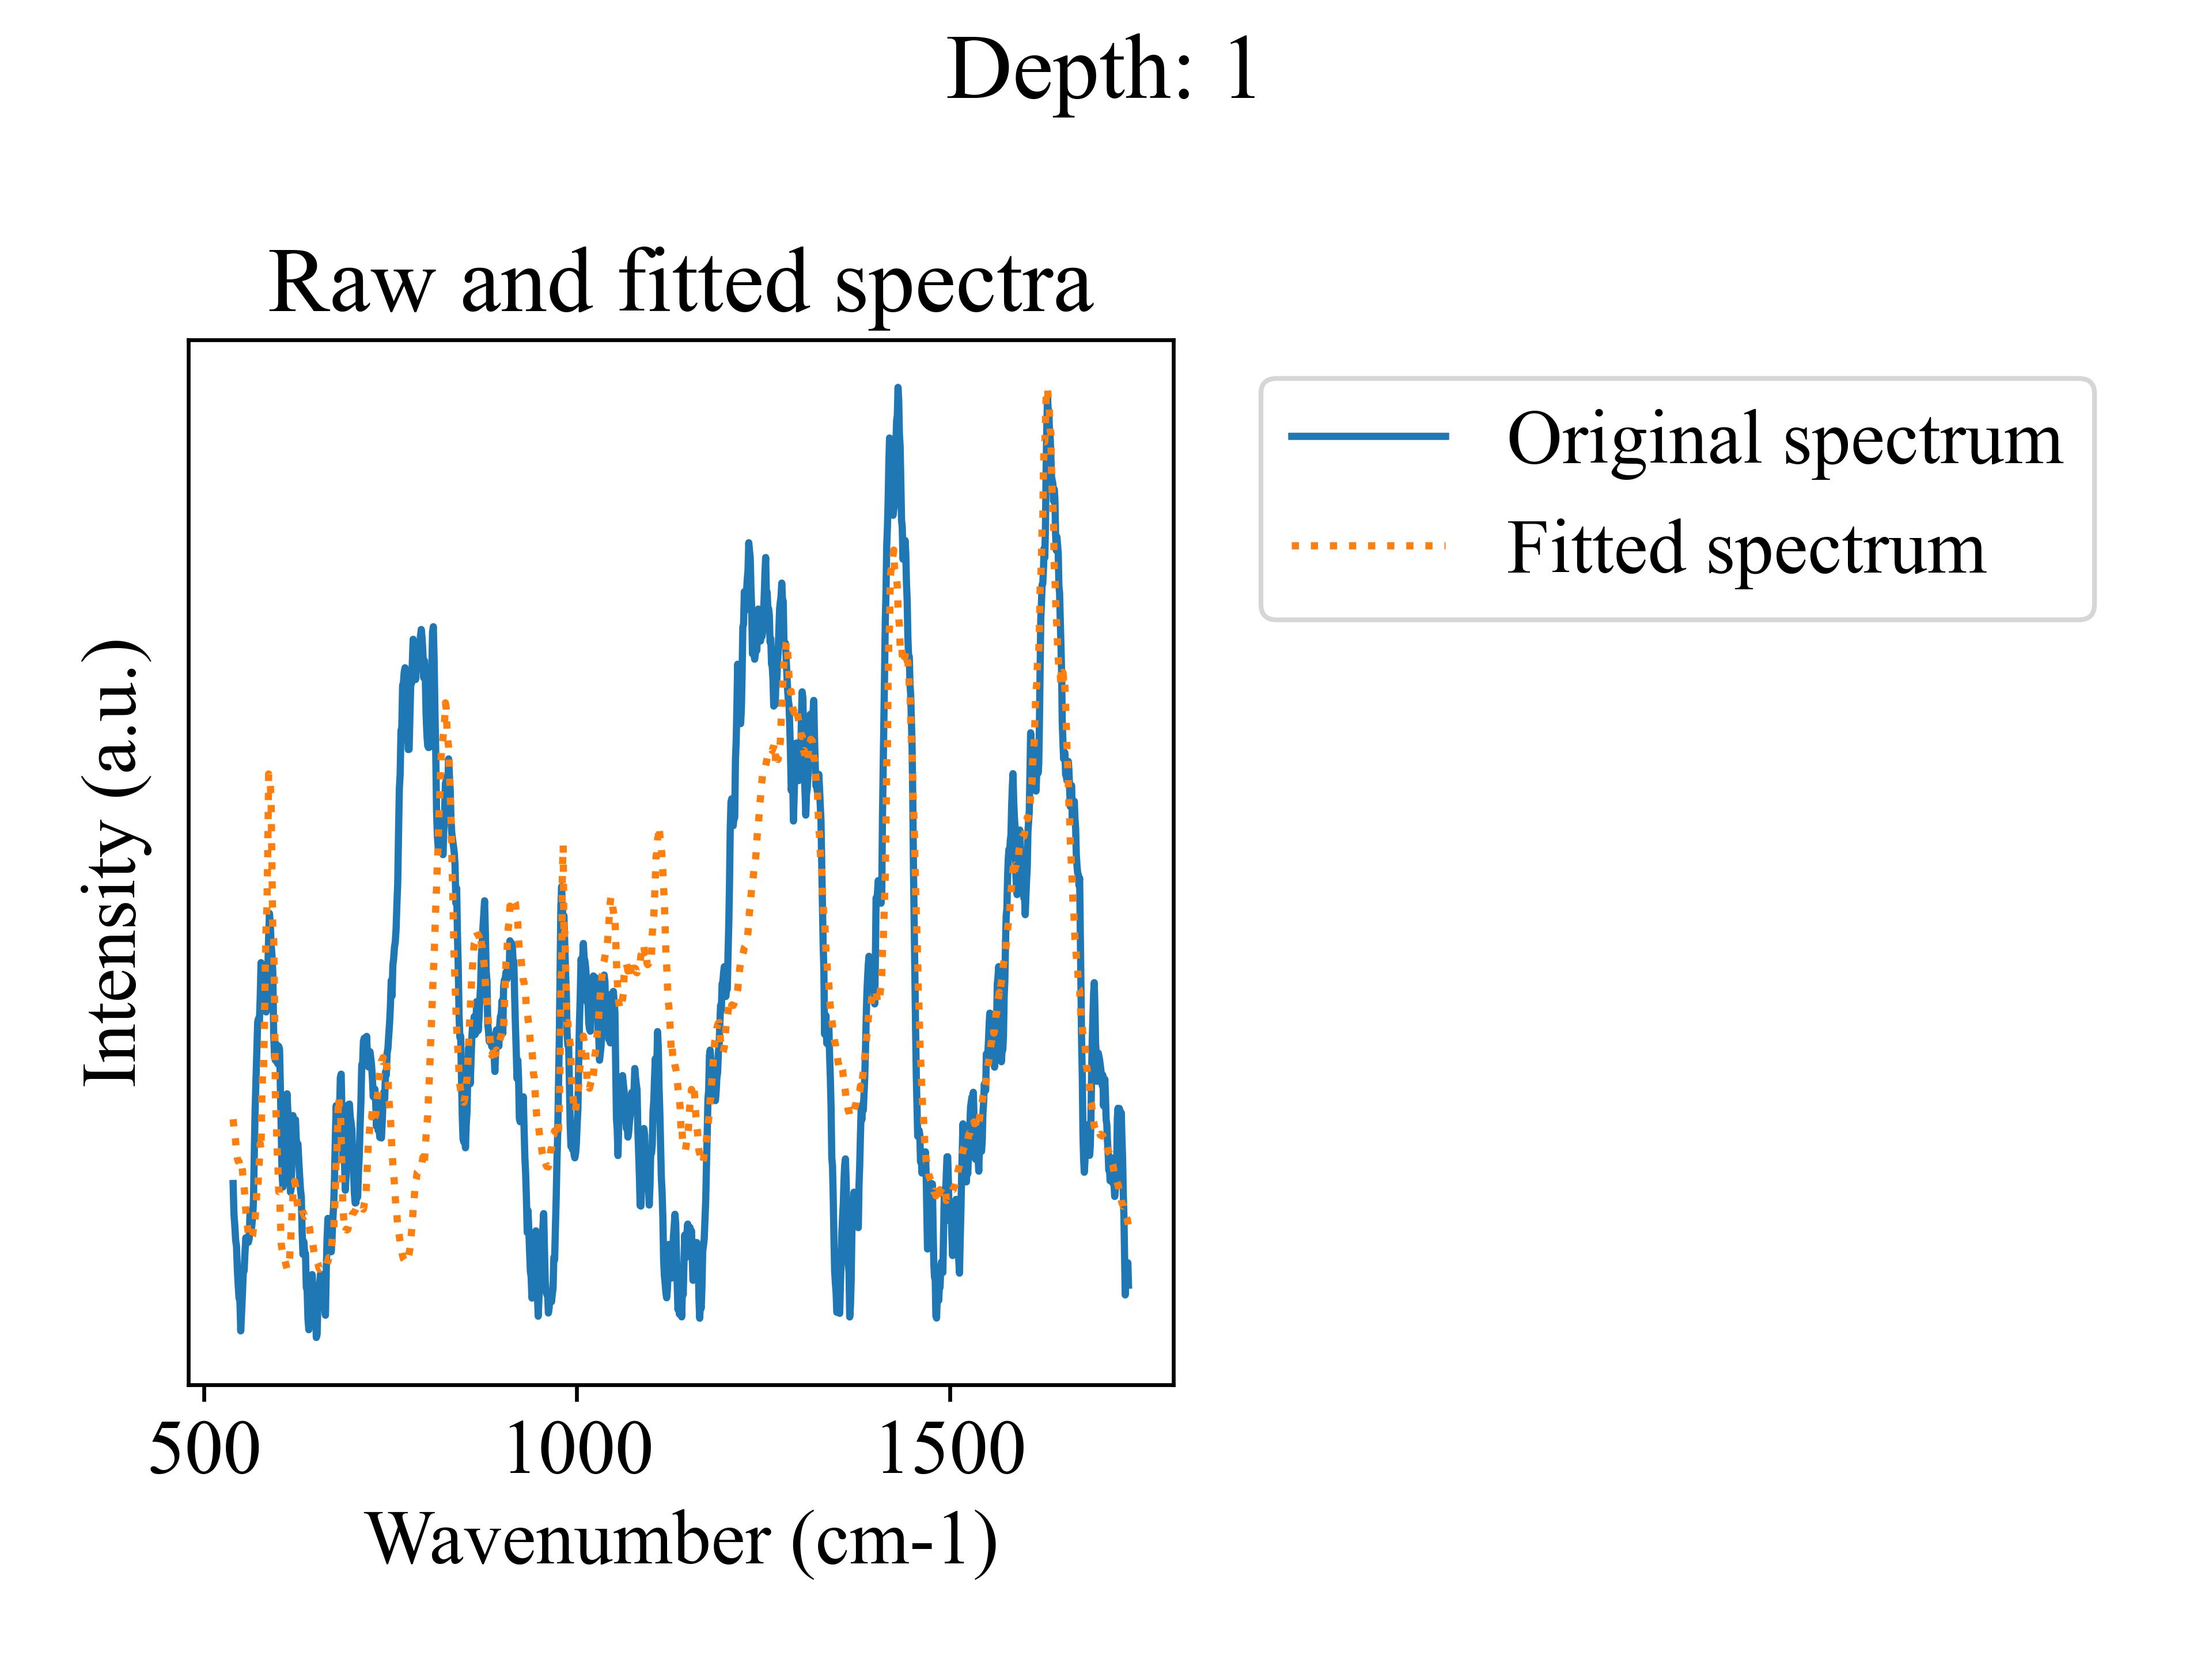 Depth: 1
Raw and fitted spectra
Original spectrum
Fitted spectrum
Intensity (a.u.)
500 1000 1500
Wavenumber (cm-1)